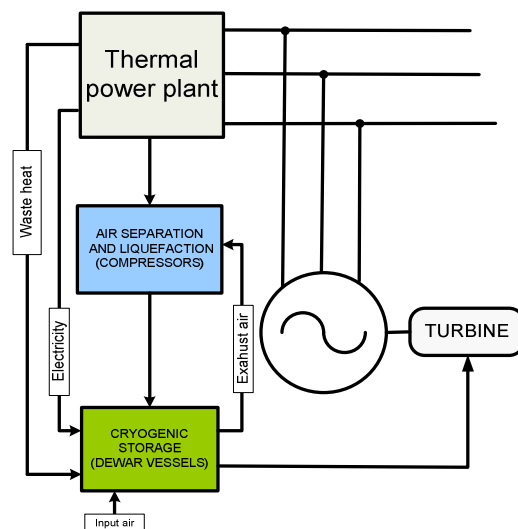 Thermal
power plant
Waste heat
AIR SEPARATION
AND LIQUEFACTION
(COMPRESSORS)
Electricity
Exahust air
TURBINE
CRYOGENIC
STORAGE
(DEWAR VESSELS)
Input air